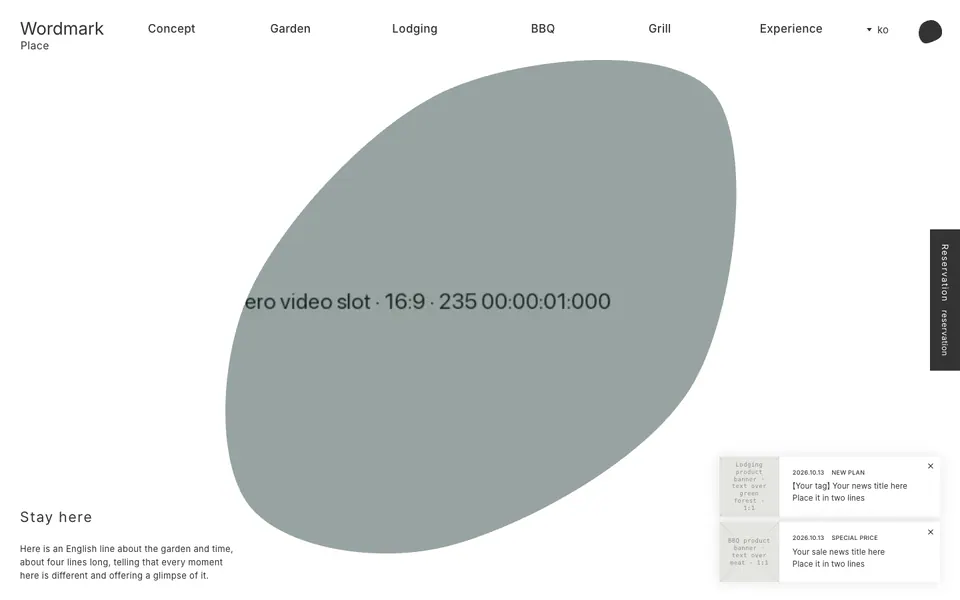 Wordmark
Place
Concept
Garden
Lodging
BBQ
Grill
Experience
ko
ero video slot · 16:9 · 235 00:00:01:000
Reservation reservation
Lodging
product
banner ·
text over
green
forest ·
1:1
2026.10.13 NEW PLAN
【Your tag】Your news title here
Place it in two lines
BBQ product
banner ·
text over
meat · 1:1
2026.10.13 SPECIAL PRICE
Your sale news title here
Place it in two lines
Stay here
Here is an English line about the garden and time,
about four lines long, telling that every moment
here is different and offering a glimpse of it.